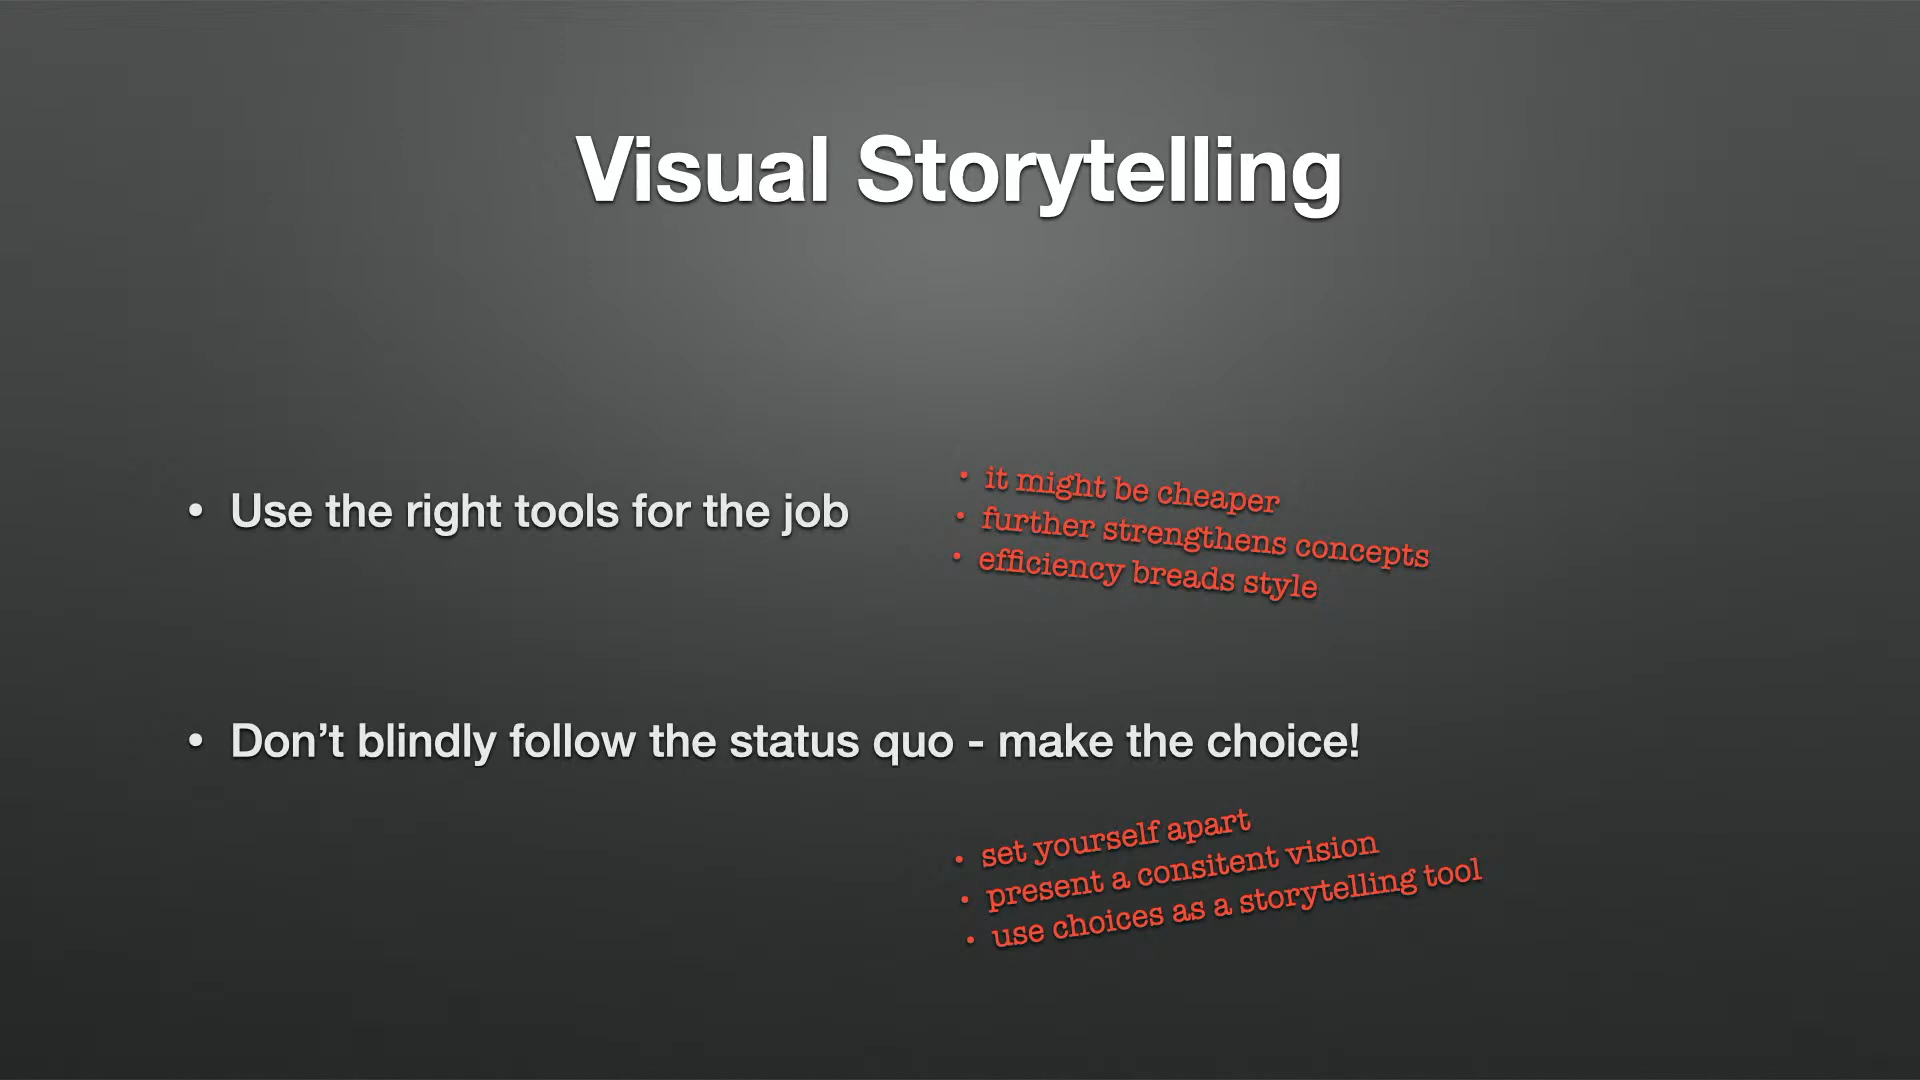 Visual Storytelling
• Use the right tools for the job
• it might be cheaper
• further strengthens concepts
• efficiency breads style
• Don’t blindly follow the status quo - make the choice!
• set yourself apart
• present a consitent vision
• use choices as a storytelling tool